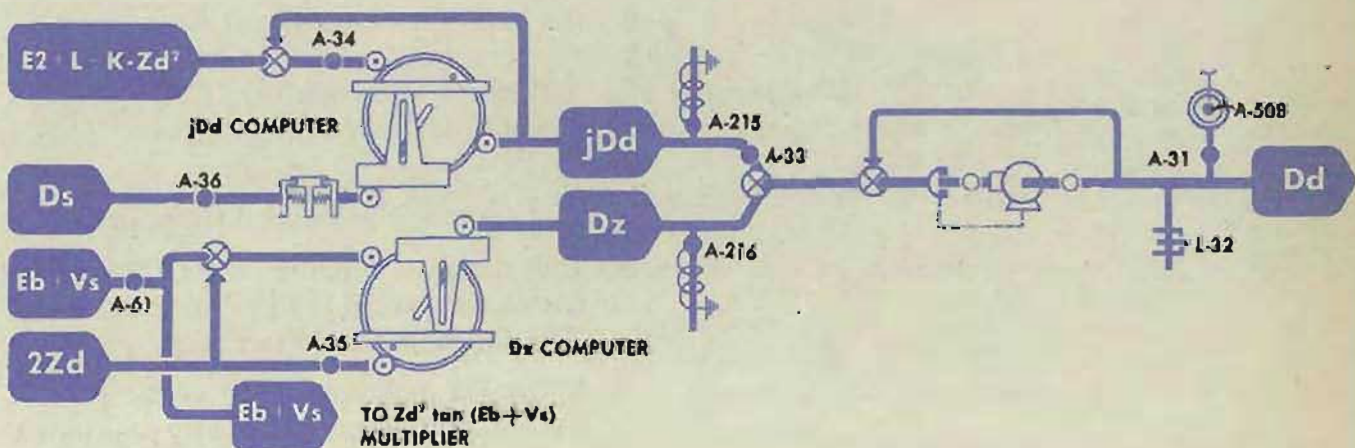 E2 + L - K·Zd²
A-34
jDd COMPUTER
jDd
A-215
A-33
A-508
A-31
Dd
Ds
A-36
Dz
A-216
L-32
Eb + Vs
A-61
2Zd
A-35
Dz COMPUTER
Eb + Vs
TO Zd² tan (Eb+Vs)
MULTIPLIER